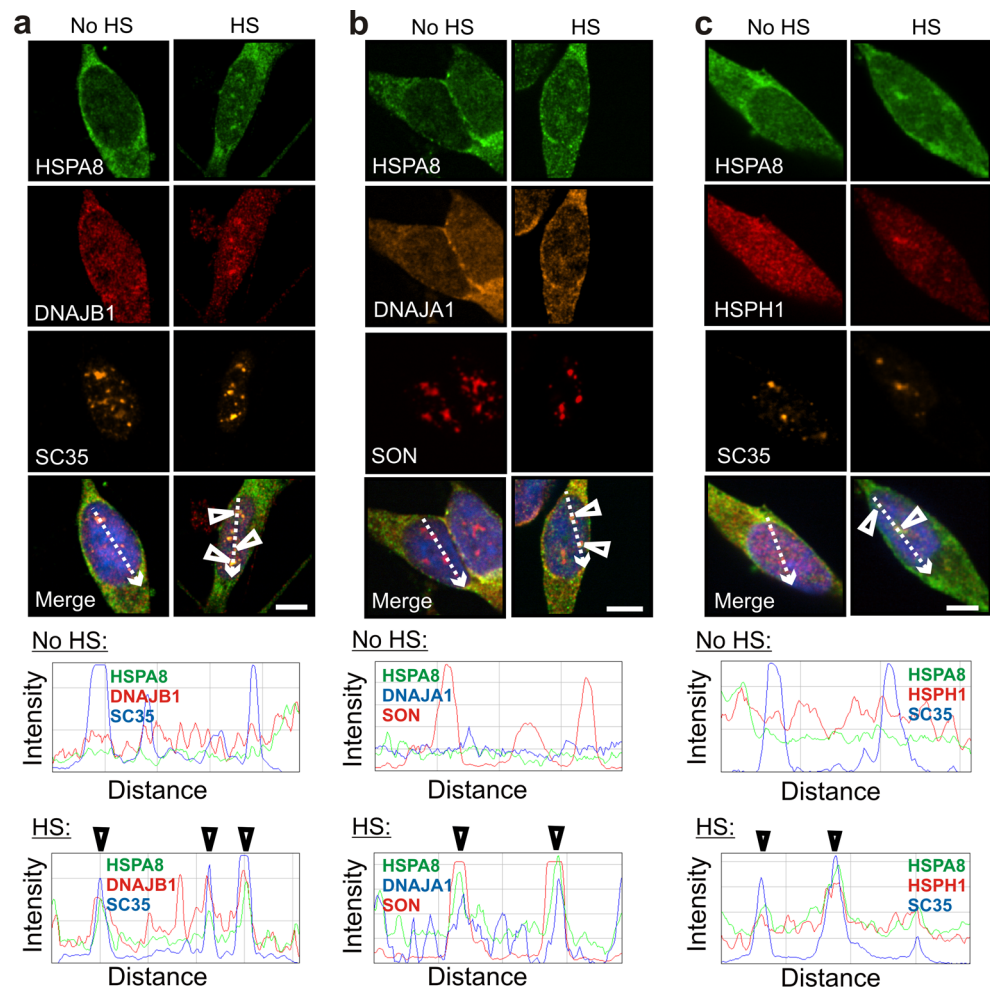 a No HS HS
HSPA8
DNAJB1
SC35
Merge
No HS:
HSPA8
DNAJB1
SC35
Intensity
Distance
HS:
HSPA8
DNAJB1
SC35
Intensity
Distance
b No HS HS
HSPA8
DNAJA1
SON
Merge
No HS:
HSPA8
DNAJA1
SON
Intensity
Distance
HS:
HSPA8
DNAJA1
SON
Intensity
Distance
c No HS HS
HSPA8
HSPH1
SC35
Merge
No HS:
HSPA8
HSPH1
SC35
Intensity
Distance
HS:
HSPA8
HSPH1
SC35
Intensity
Distance